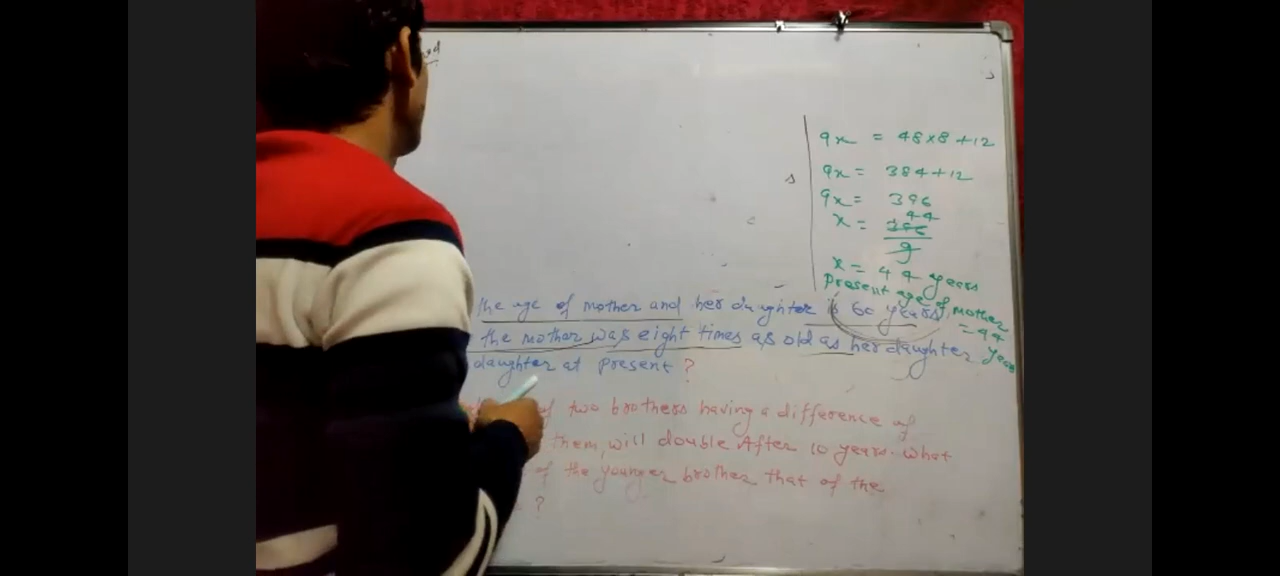 9x = 48×8+12
9x = 384+12
9x = 396
x = 396/9 44
x = 44 years
Present age of mother
= 44 years
the age of mother and her daughter is 60 years.
the mother was eight times as old as her daughter
daughter at present ?
of two brothers having a difference of
them, will double After 10 years. What
of the younger brother that of the
?